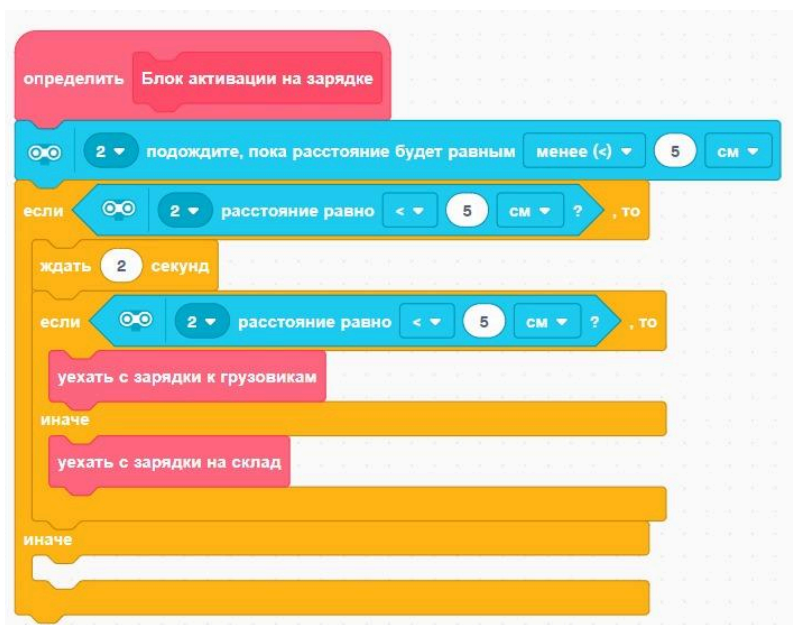 определить Блок активации на зарядке
2 подождите, пока расстояние будет равным менее (<) 5 см
если 2 расстояние равно < 5 см ? , то
ждать 2 секунд
если 2 расстояние равно < 5 см ? , то
уехать с зарядки к грузовикам
иначе
уехать с зарядки на склад
иначе